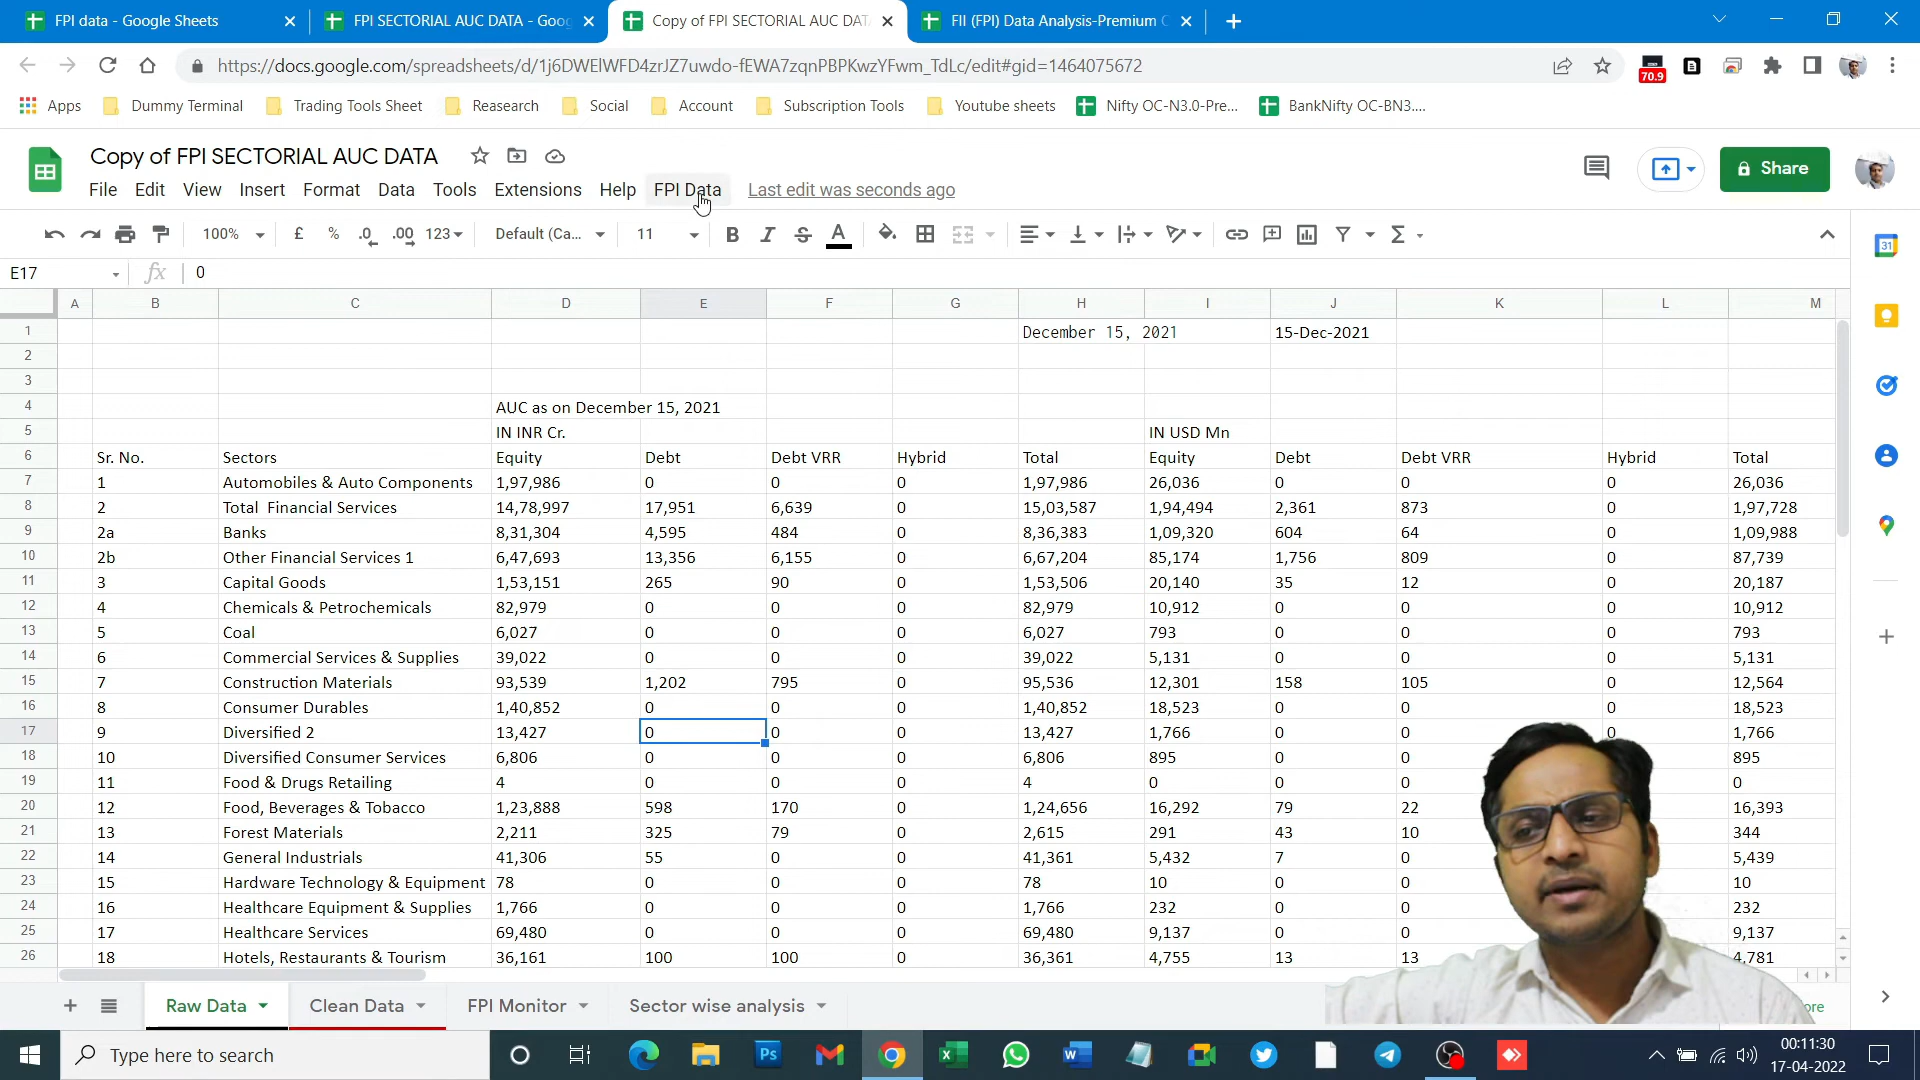 FPI data - Google Sheets
FPI SECTORIAL AUC DATA - Goo
Copy of FPI SECTORIAL AUC DAT
FII (FPI) Data Analysis-Premium
https://docs.google.com/spreadsheets/d/1j6DWElWFD4zrJZ7uwdo-fEWA7zqnPBPKwzYFwm_TdLc/edit#gid=1464075672
70.9
Apps Dummy Terminal Trading Tools Sheet Reasearch Social Account Subscription Tools Youtube sheets Nifty OC-N3.0-Pre... BankNifty OC-BN3....
Copy of FPI SECTORIAL AUC DATA
Share
File Edit View Insert Format Data Tools Extensions Help FPI Data Last edit was seconds ago
100% £ % .0 .00 123 Default (Ca... 11 B I S A
E17 fx 0
A B C D E F G H I J K L M
1 December 15, 2021 15-Dec-2021
2
3
4 AUC as on December 15, 2021
5 IN INR Cr. IN USD Mn
6 Sr. No. Sectors Equity Debt Debt VRR Hybrid Total Equity Debt Debt VRR Hybrid Total
7 1 Automobiles & Auto Components 1,97,986 0 0 0 1,97,986 26,036 0 0 0 26,036
8 2 Total Financial Services 14,78,997 17,951 6,639 0 15,03,587 1,94,494 2,361 873 0 1,97,728
9 2a Banks 8,31,304 4,595 484 0 8,36,383 1,09,320 604 64 0 1,09,988
10 2b Other Financial Services 1 6,47,693 13,356 6,155 0 6,67,204 85,174 1,756 809 0 87,739
11 3 Capital Goods 1,53,151 265 90 0 1,53,506 20,140 35 12 0 20,187
12 4 Chemicals & Petrochemicals 82,979 0 0 0 82,979 10,912 0 0 0 10,912
13 5 Coal 6,027 0 0 0 6,027 793 0 0 0 793
14 6 Commercial Services & Supplies 39,022 0 0 0 39,022 5,131 0 0 0 5,131
15 7 Construction Materials 93,539 1,202 795 0 95,536 12,301 158 105 0 12,564
16 8 Consumer Durables 1,40,852 0 0 0 1,40,852 18,523 0 0 0 18,523
17 9 Diversified 2 13,427 0 0 0 13,427 1,766 0 0 0 1,766
18 10 Diversified Consumer Services 6,806 0 0 0 6,806 895 0 0 895
19 11 Food & Drugs Retailing 4 0 0 0 4 0 0 0 0
20 12 Food, Beverages & Tobacco 1,23,888 598 170 0 1,24,656 16,292 79 22 16,393
21 13 Forest Materials 2,211 325 79 0 2,615 291 43 10 344
22 14 General Industrials 41,306 55 0 0 41,361 5,432 7 0 5,439
23 15 Hardware Technology & Equipment 78 0 0 0 78 10 0 0 10
24 16 Healthcare Equipment & Supplies 1,766 0 0 0 1,766 232 0 0 232
25 17 Healthcare Services 69,480 0 0 0 69,480 9,137 0 0 9,137
26 18 Hotels, Restaurants & Tourism 36,161 100 100 0 36,361 4,755 13 13 4,781
Raw Data Clean Data FPI Monitor Sector wise analysis
Type here to search
00:11:30
17-04-2022